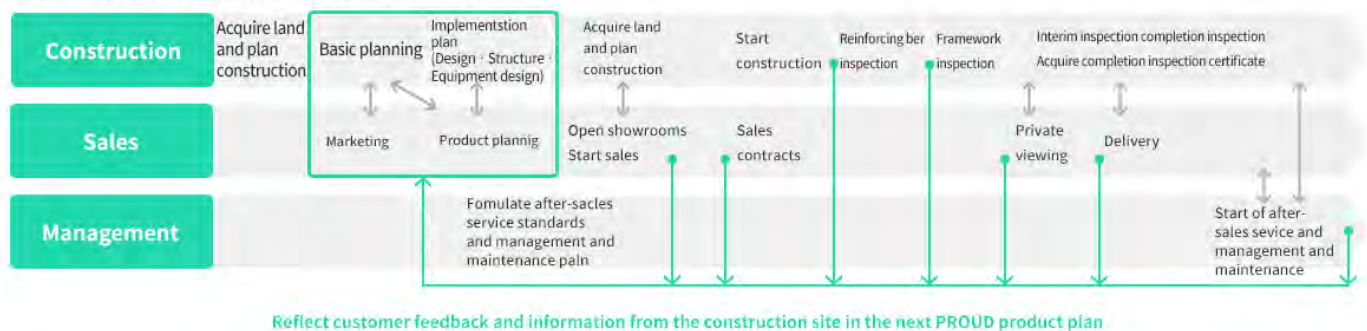 Construction
Acquire land
and plan
construction
Basic planning
Implementstion
plan
(Design · Structure ·
Equipment design)
Acquire land
and plan
construction
Start
construction
Reinforcing ber
inspection
Framework
inspection
Interim inspection completion inspection
Acquire completion inspection certificate
Sales
Marketing
Product plannig
Open showrooms
Start sales
Sales
contracts
Private
viewing
Delivery
Management
Fomulate after-sacles
service standards
and management and
maintenance paln
Start of after-
sales sevice and
management and
maintenance
Reflect customer feedback and information from the construction site in the next PROUD product plan